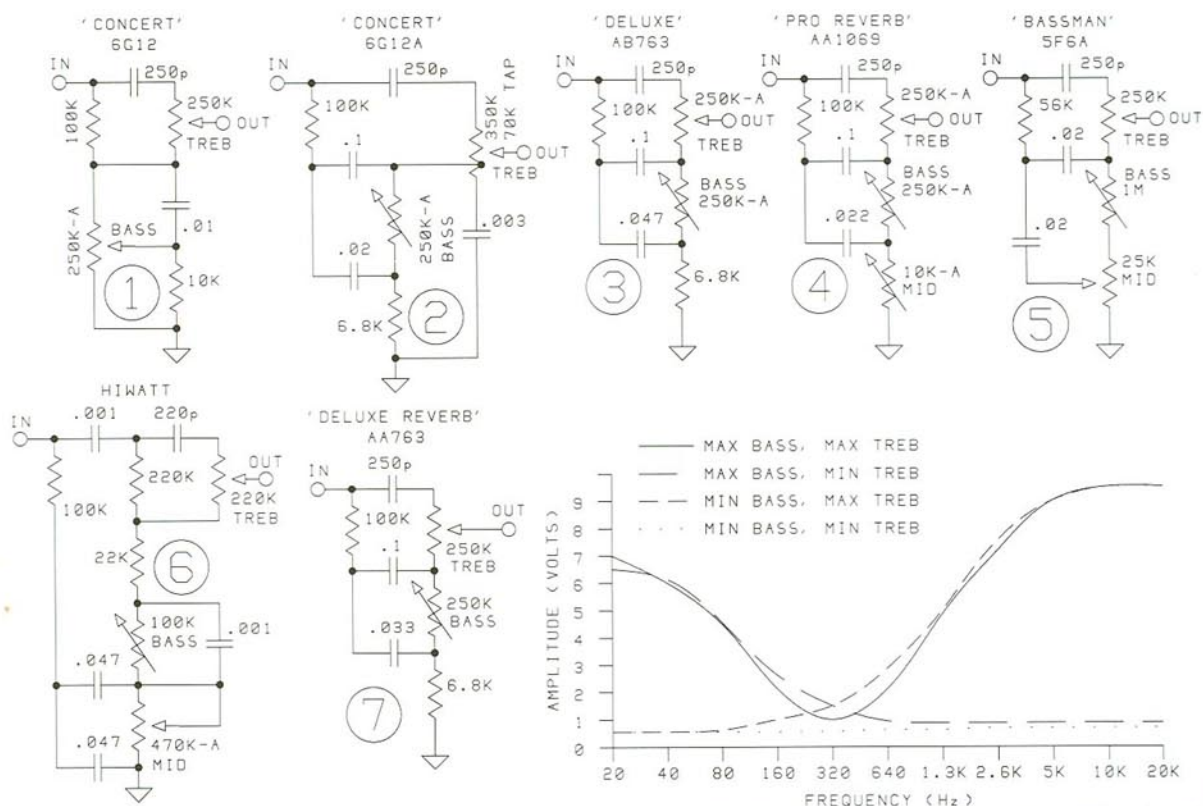 'CONCERT'
6G12
IN
250p
100K
250K
OUT
TREB
BASS
.01
250K-A
10K
1
'CONCERT'
6G12A
IN
250p
100K
350K
70K TAP
OUT
TREB
.1
250K-A
BASS
.003
.02
6.8K
2
'DELUXE'
AB763
IN
250p
100K
250K-A
OUT
TREB
.1
BASS
250K-A
.047
6.8K
3
'PRO REVERB'
AA1069
IN
250p
100K
250K-A
OUT
TREB
.1
BASS
250K-A
.022
10K-A
MID
4
'BASSMAN'
5F6A
IN
250p
56K
250K
OUT
TREB
.02
BASS
1M
.02
25K
MID
5
HIWATT
IN
.001
220p
100K
220K
OUT
220K
TREB
22K
6
100K
BASS
.001
.047
470K-A
MID
.047
'DELUXE REVERB'
AA763
IN
250p
100K
OUT
.1
250K
TREB
250K
BASS
.033
6.8K
7
MAX BASS, MAX TREB
MAX BASS, MIN TREB
MIN BASS, MAX TREB
MIN BASS, MIN TREB
AMPLITUDE (VOLTS)
9
8
7
6
5
4
3
2
1
0
20 40 80 160 320 640 1.3K 2.6K 5K 10K 20K
FREQUENCY (Hz)